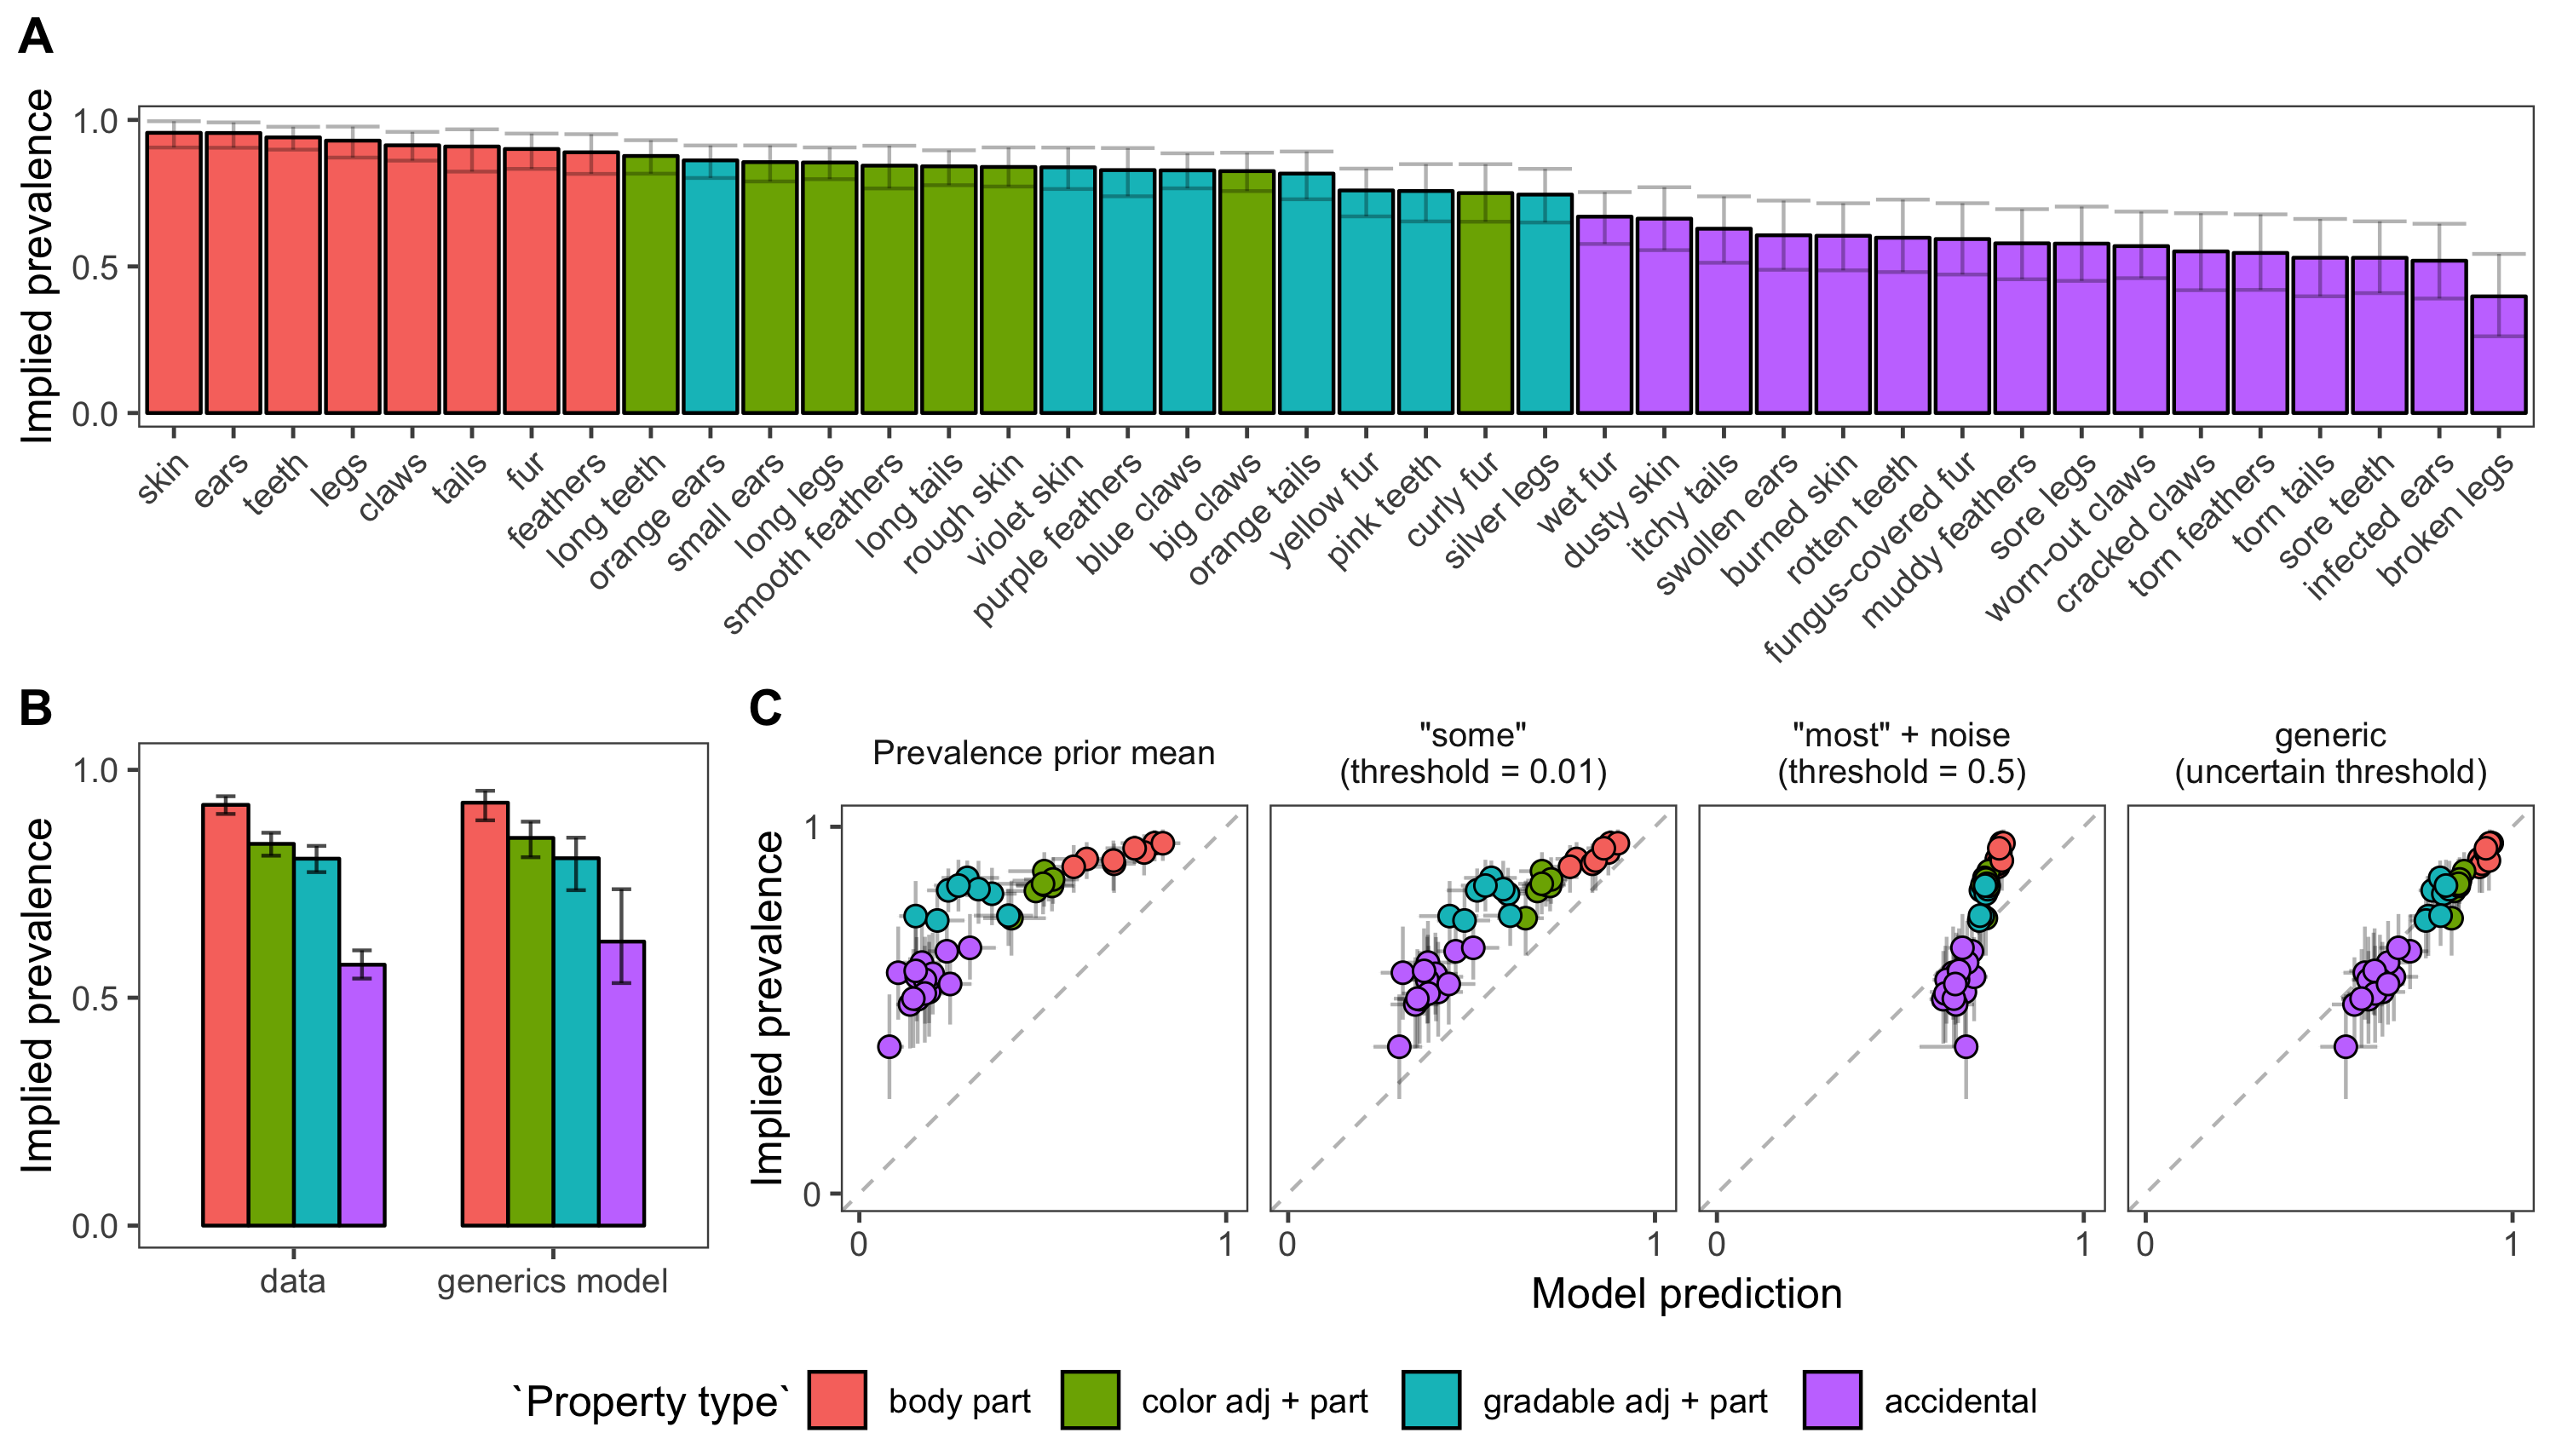 A
Implied prevalence
1.0
0.5
0.0
skin
ears
teeth
legs
claws
tails
fur
feathers
long teeth
orange ears
small ears
long legs
smooth feathers
long tails
rough skin
violet skin
purple feathers
blue claws
big claws
orange tails
yellow fur
pink teeth
curly fur
silver legs
wet fur
dusty skin
itchy tails
swollen ears
burned skin
rotten teeth
fungus-covered fur
muddy feathers
sore legs
worn-out claws
cracked claws
torn feathers
torn tails
sore teeth
infected ears
broken legs
B
Implied prevalence
1.0
0.5
0.0
data
generics model
C
Prevalence prior mean
"some"
(threshold = 0.01)
"most" + noise
(threshold = 0.5)
generic
(uncertain threshold)
Implied prevalence
1
0
0
1
0
1
0
1
0
1
Model prediction
`Property type`
body part
color adj + part
gradable adj + part
accidental